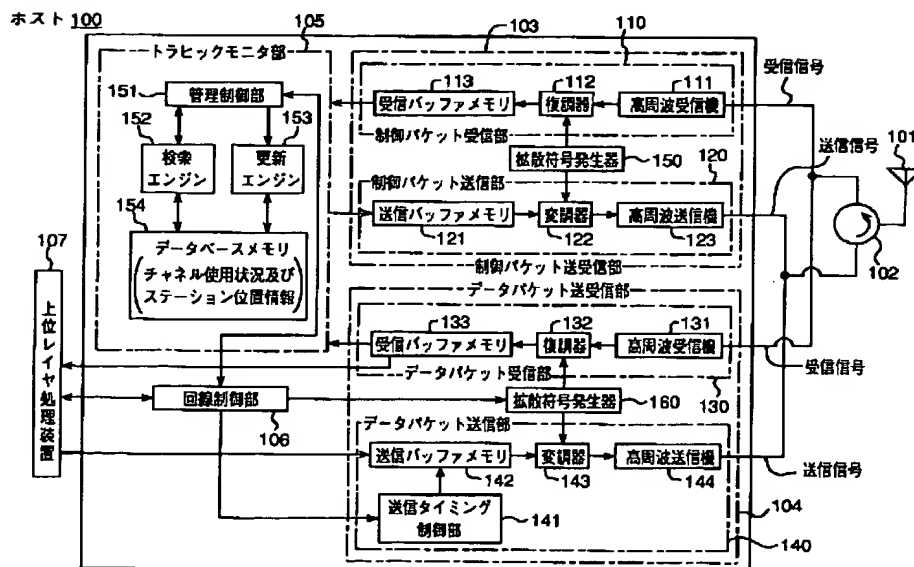 ホスト 100
105
トラヒックモニタ部
151
管理制御部
152
検索
エンジン
153
更新
エンジン
154
データベースメモリ
(チャネル使用状況及び
ステーション位置情報)
107
上位レイヤ処理装置
回線制御部
106
103
110
113
受信バッファメモリ
112
復調器
111
高周波受信機
制御パケット受信部
拡散符号発生器
150
120
制御パケット送信部
送信バッファメモリ
121
変調器
122
高周波送信機
123
制御パケット送受信部
受信信号
送信信号
101
102
データパケット送受信部
133
受信バッファメモリ
132
復調器
131
高周波受信機
データパケット受信部
130
受信信号
拡散符号発生器
160
データパケット送信部
送信バッファメモリ
142
変調器
143
高周波送信機
144
送信信号
送信タイミング
制御部
141
104
140